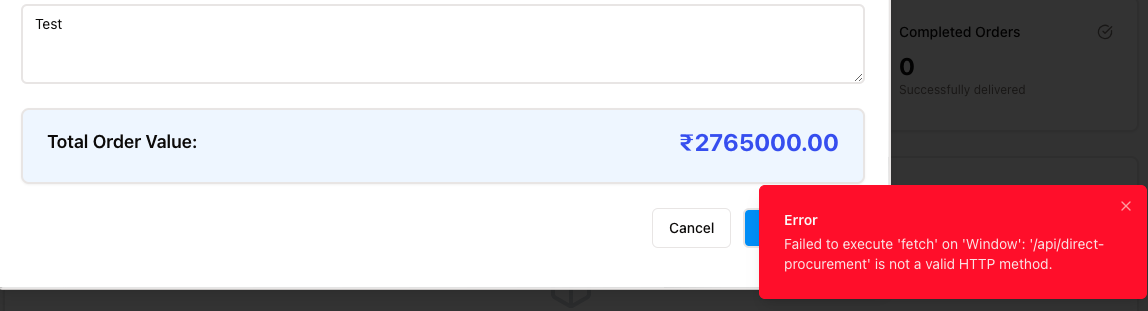 Test
Completed Orders
0
Successfully delivered
Total Order Value:
₹2765000.00
Cancel
Error
Failed to execute 'fetch' on 'Window': '/api/direct-
procurement' is not a valid HTTP method.